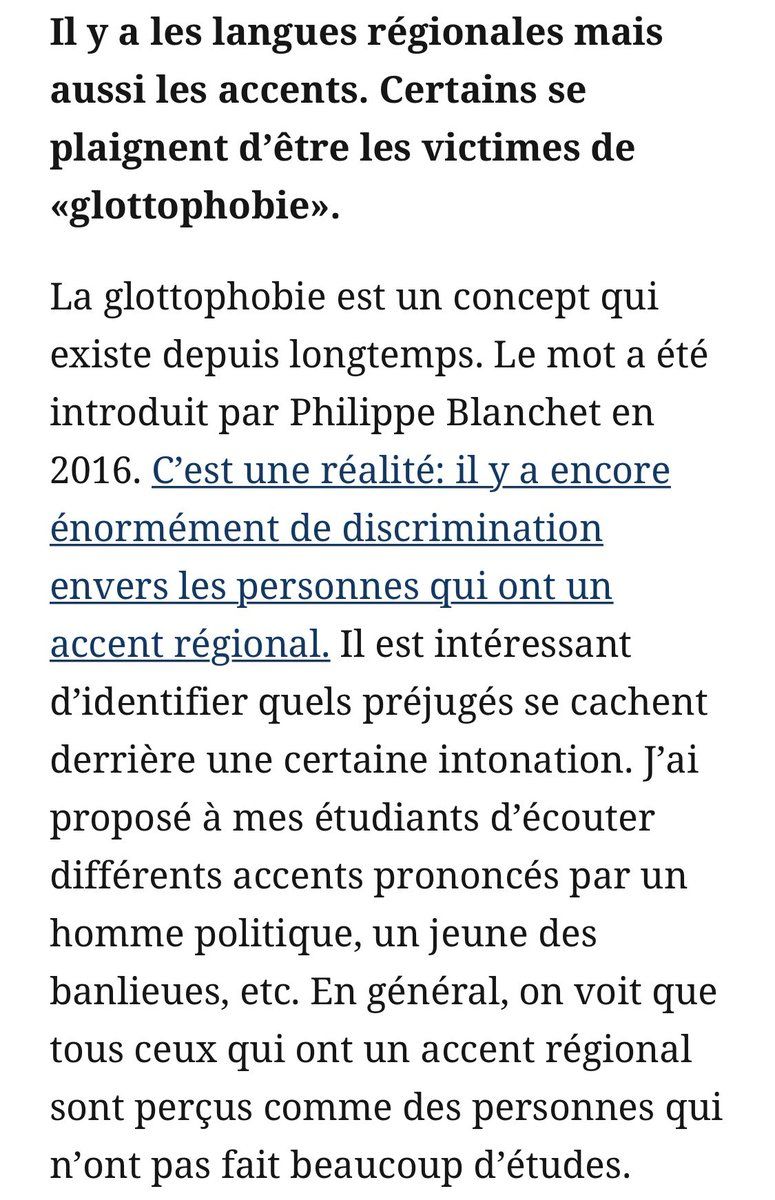 Il y a les langues régionales mais
aussi les accents. Certains se
plaignent d’être les victimes de
«glottophobie».
La glottophobie est un concept qui
existe depuis longtemps. Le mot a été
introduit par Philippe Blanchet en
2016. C’est une réalité: il y a encore
énormément de discrimination
envers les personnes qui ont un
accent régional. Il est intéressant
d’identifier quels préjugés se cachent
derrière une certaine intonation. J’ai
proposé à mes étudiants d’écouter
différents accents prononcés par un
homme politique, un jeune des
banlieues, etc. En général, on voit que
tous ceux qui ont un accent régional
sont perçus comme des personnes qui
n’ont pas fait beaucoup d’études.